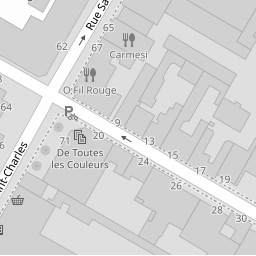 Rue Sa
62
67
65
Carmesi
O Fil Rouge
64
P
9
20
71
13
De Toutes
les Couleurs
24
15
17
19
26
28
30
nt-Charles